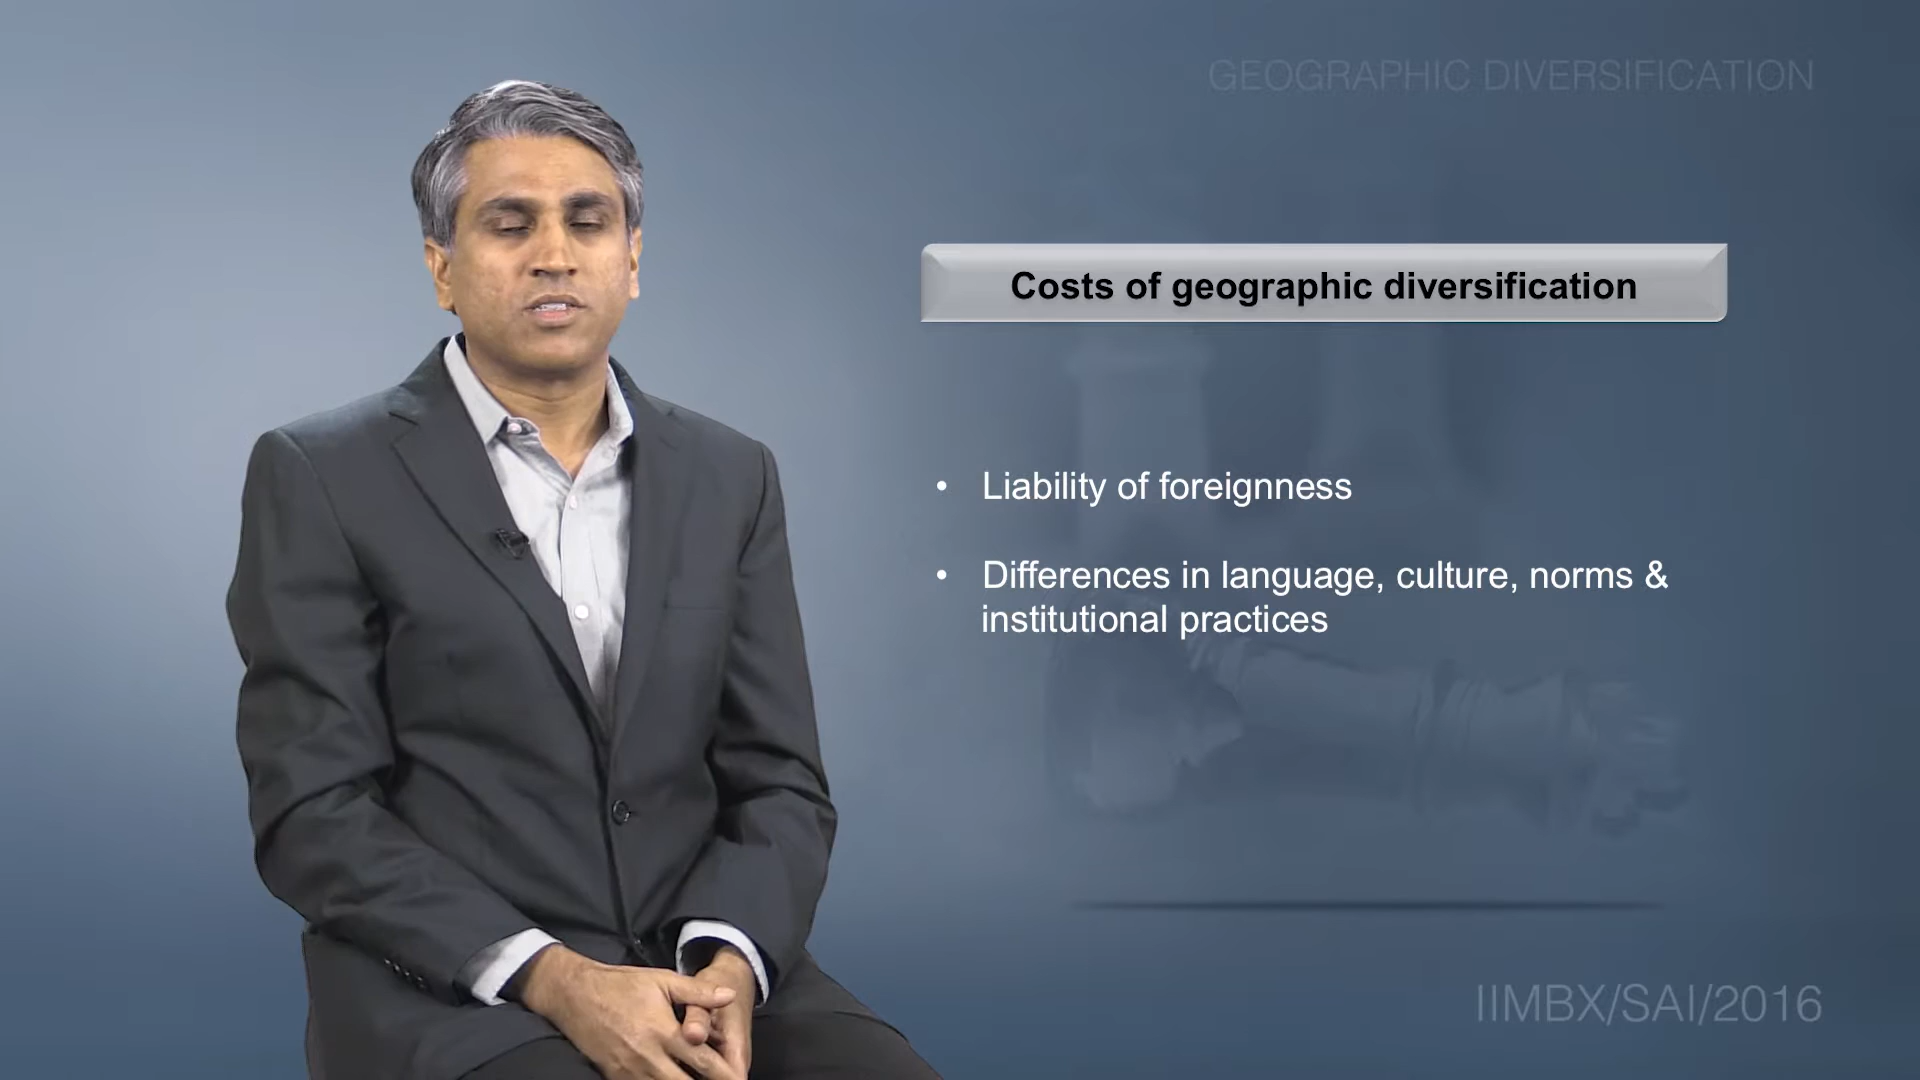 GEOGRAPHIC DIVERSIFICATION
Costs of geographic diversification
• Liability of foreignness
• Differences in language, culture, norms &
institutional practices
IIMBX/SAI/2016